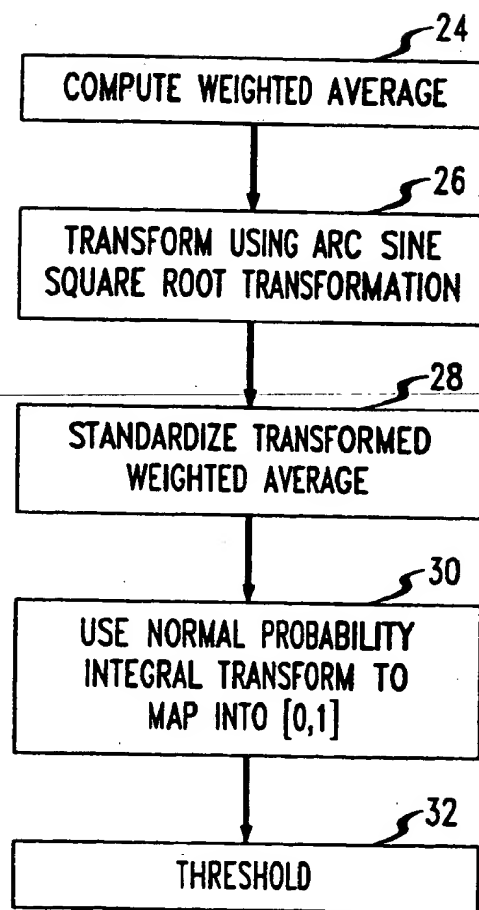 24
COMPUTE WEIGHTED AVERAGE
26
TRANSFORM USING ARC SINE
SQUARE ROOT TRANSFORMATION
28
STANDARDIZE TRANSFORMED
WEIGHTED AVERAGE
30
USE NORMAL PROBABILITY
INTEGRAL TRANSFORM TO
MAP INTO [0,1]
32
THRESHOLD